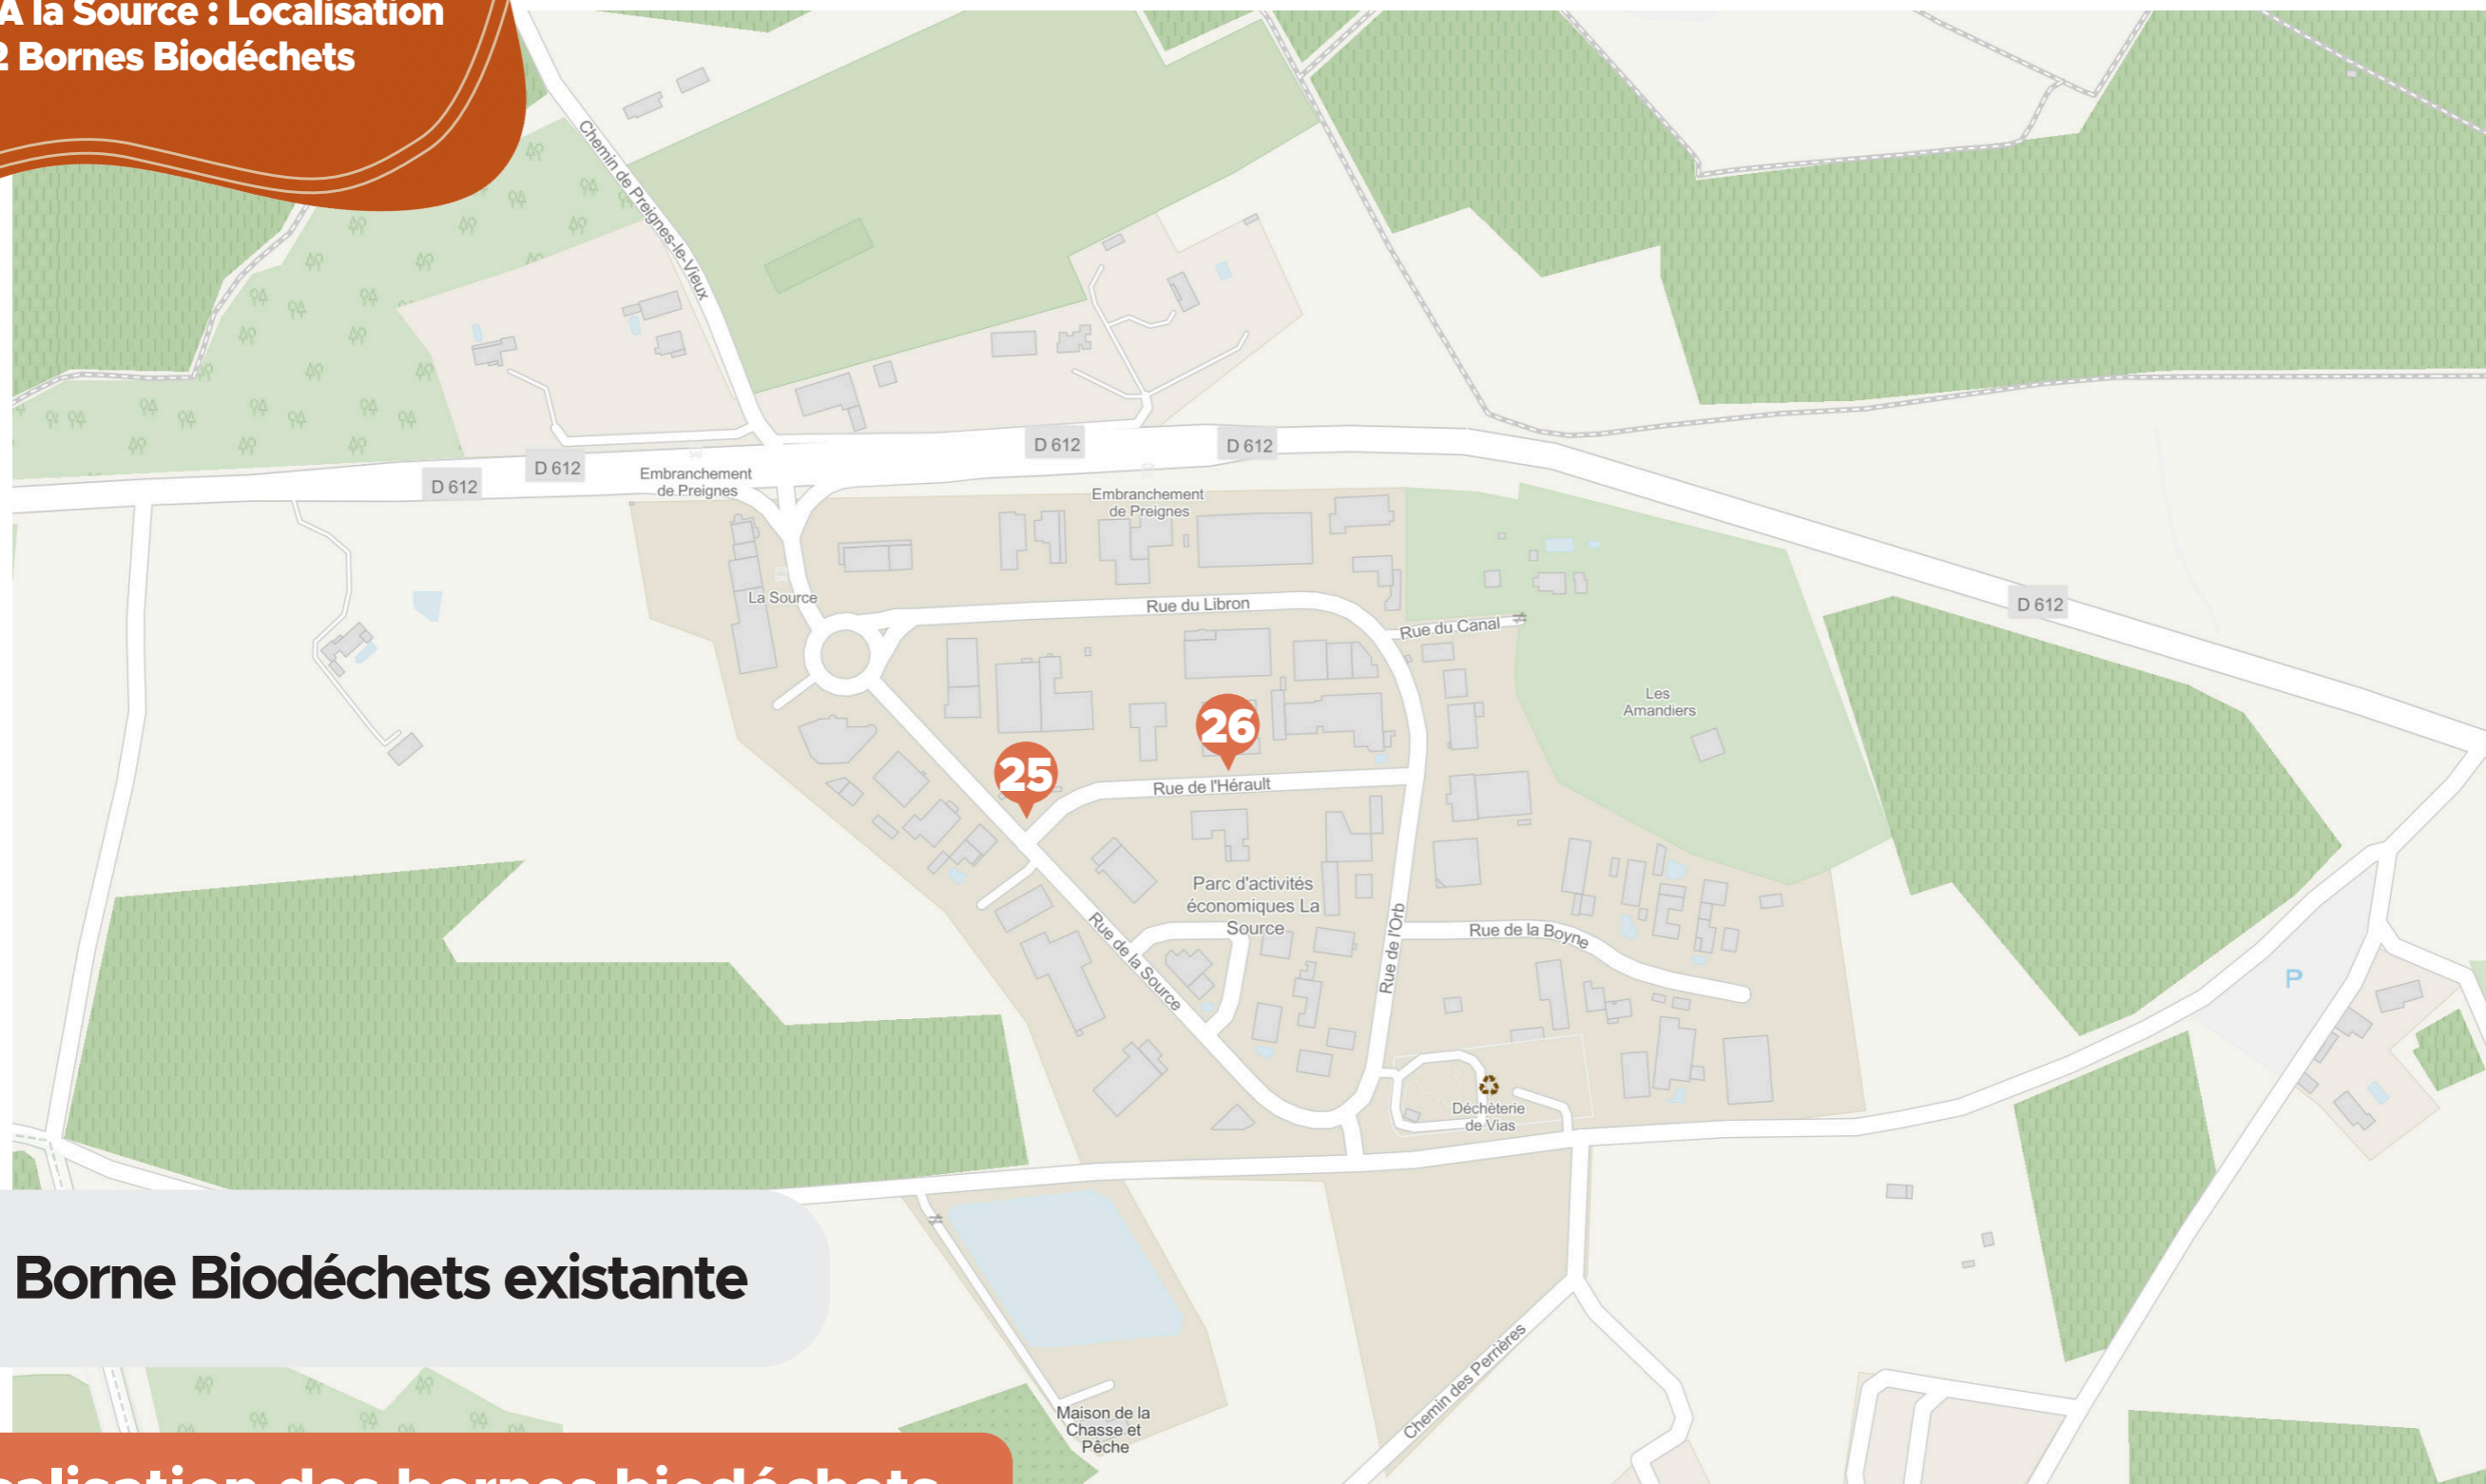 A la Source : Localisation
2 Bornes Biodéchets
Chemin de Preignes-le-Vieux
D 612
D 612
D 612
D 612
Embranchement
de Preignes
Embranchement
de Preignes
La Source
Rue du Libron
D 612
Rue du Canal
Les
Amandiers
26
25
Rue de l'Hérault
Parc d'activités
économiques La
Source
Rue de la Source
Rue de l'Orb
Rue de la Boyne
P
Déchèterie
de Vias
Borne Biodéchets existante
Chemin des Perrières
Maison de la
Chasse et
Pêche
des bornes biodéchets